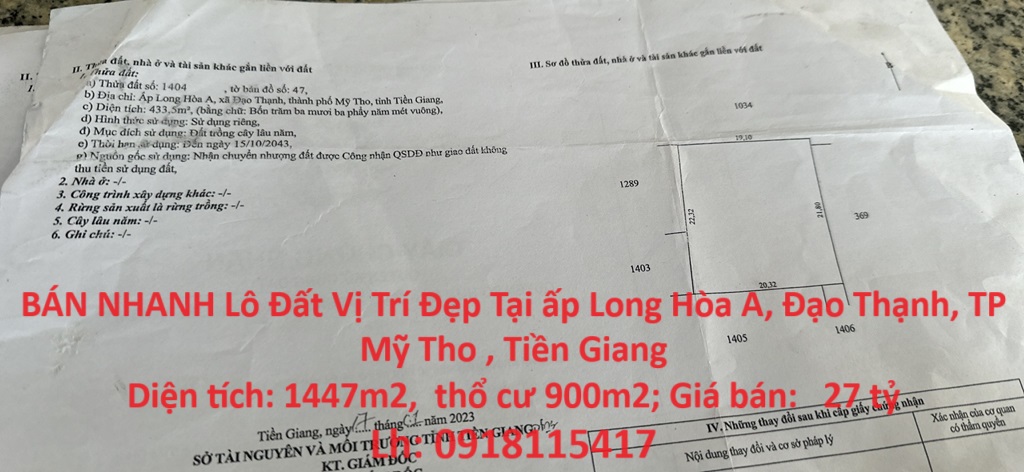 II. Thửa đất, nhà ở và tài sản khác gắn liền với đất
1. Thửa đất:
a) Thửa đất số: 1404 , tờ bản đồ số: 47,
b) Địa chỉ: Ấp Long Hòa A, xã Đạo Thạnh, thành phố Mỹ Tho, tỉnh Tiền Giang,
c) Diện tích: 433,5m², (bằng chữ: Bốn trăm ba mươi ba phẩy năm mét vuông),
d) Hình thức sử dụng: Sử dụng riêng,
đ) Mục đích sử dụng: Đất trồng cây lâu năm,
e) Thời hạn sử dụng: Đến ngày 15/10/2043,
g) Nguồn gốc sử dụng: Nhận chuyển nhượng đất được Công nhận QSDĐ như giao đất không
thu tiền sử dụng đất,
2. Nhà ở: -/-
3. Công trình xây dựng khác: -/-
4. Rừng sản xuất là rừng trồng: -/-
5. Cây lâu năm: -/-
6. Ghi chú: -/-
II.
1.
III. Sơ đồ thửa đất, nhà ở và tài sản khác gắn liền với đất
B
1034
19,10
1289
22,32
21,80
369
1403
20,32
1405
1406
BÁN NHANH Lô Đất Vị Trí Đẹp Tại ấp Long Hòa A, Đạo Thạnh, TP
Mỹ Tho , Tiền Giang
Diện tích: 1447m2, thổ cư 900m2; Giá bán: 27 tỷ
Lh: 0918115417
Tiền Giang, ngày 17 tháng 01 năm 2023
SỞ TÀI NGUYÊN VÀ MÔI TRƯỜNG TỈNH TIỀN GIANG
KT. GIÁM ĐỐC
IV. Những thay đổi sau khi cấp giấy chứng nhận
Nội dung thay đổi và cơ sở pháp lý
Xác nhận của cơ quan
có thẩm quyền